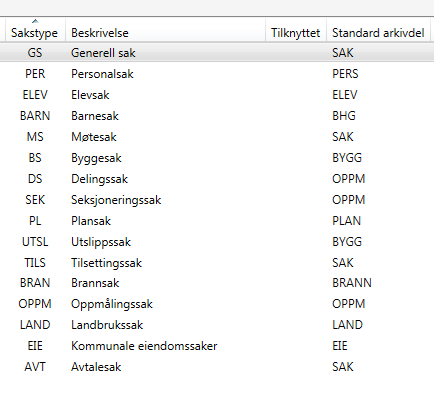 Sakstype Beskrivelse Tilknyttet Standard arkivdel
GS Generell sak SAK
PER Personalsak PERS
ELEV Elevsak ELEV
BARN Barnesak BHG
MS Møtesak SAK
BS Byggesak BYGG
DS Delingssak OPPM
SEK Seksjoneringssak OPPM
PL Plansak PLAN
UTSL Utslippssak BYGG
TILS Tilsettingssak SAK
BRAN Brannsak BRANN
OPPM Oppmålingssak OPPM
LAND Landbrukssak LAND
EIE Kommunale eiendomssaker EIE
AVT Avtalesak SAK